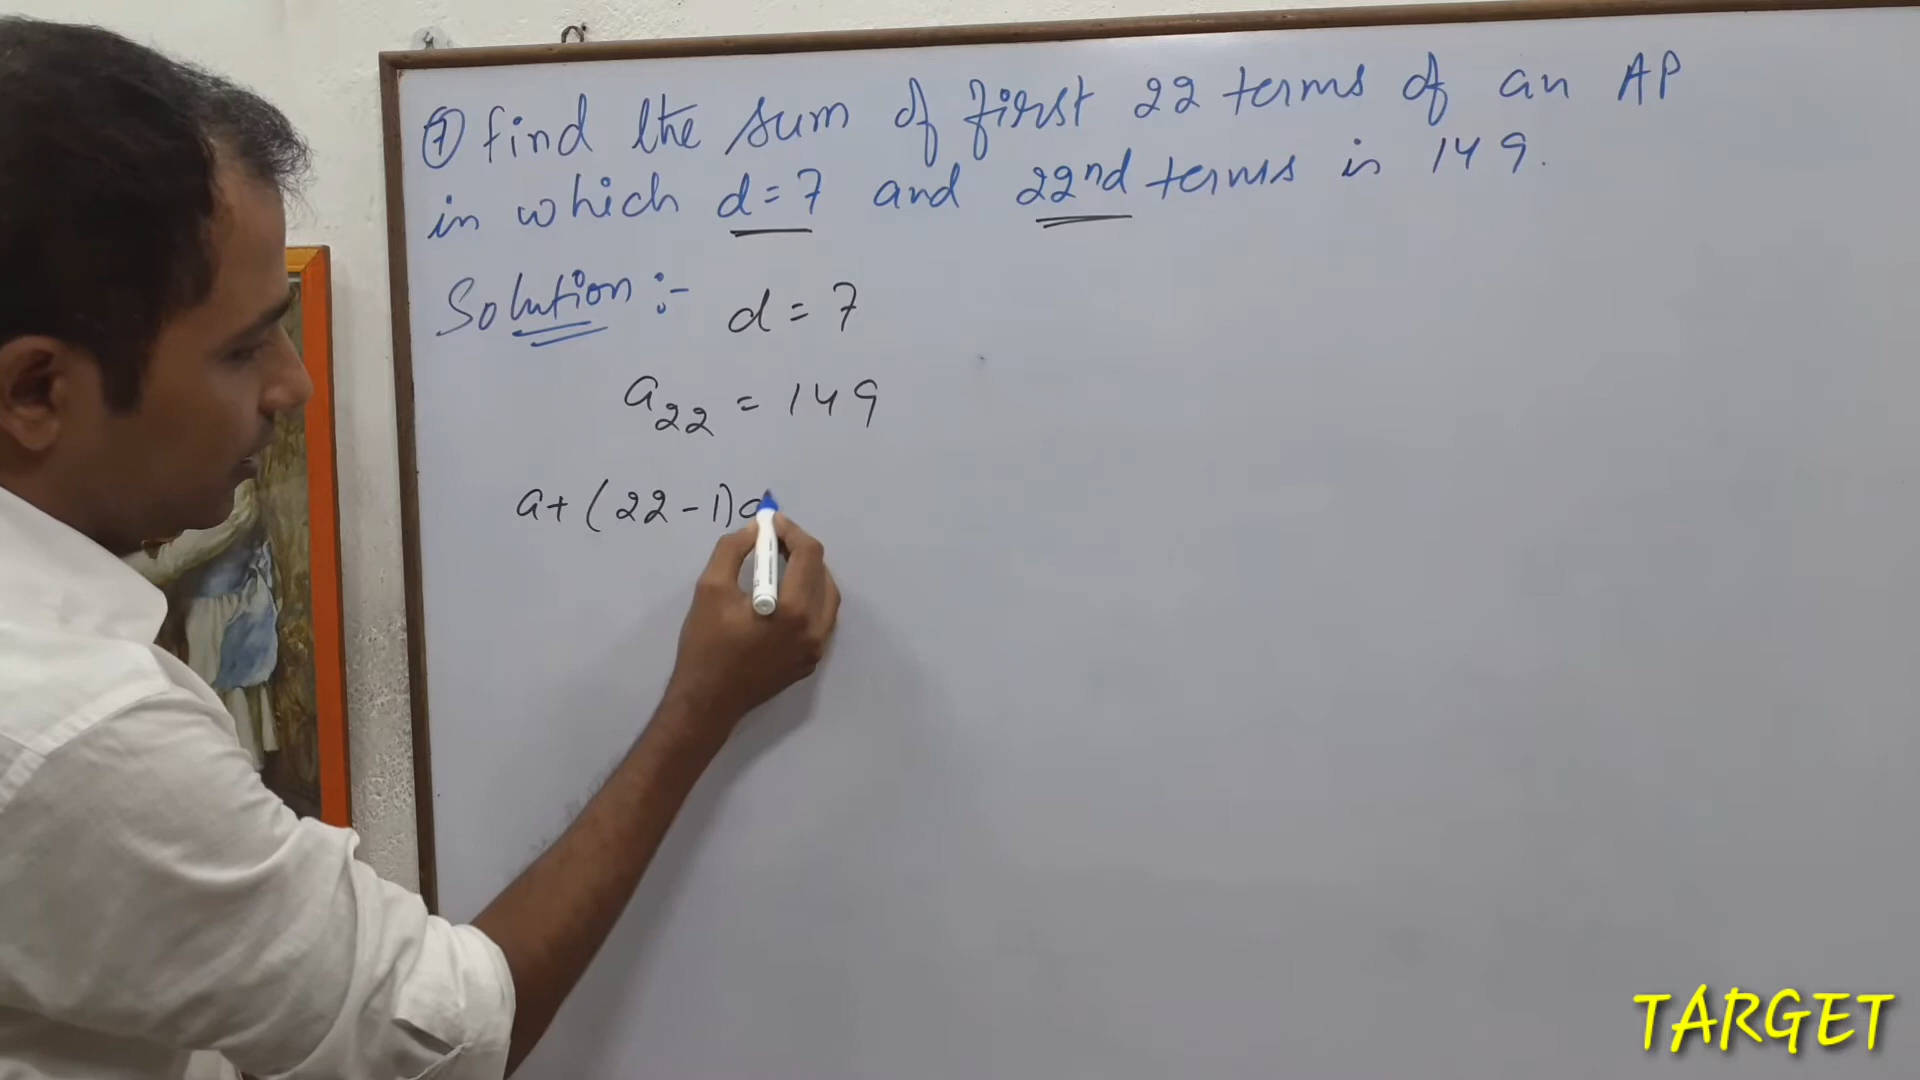 ⑦ find the sum of first 22 terms of an AP
in which d=7 and 22nd terms is 149.
Solution :- d = 7
a22 = 149
a+(22-1)d
TARGET